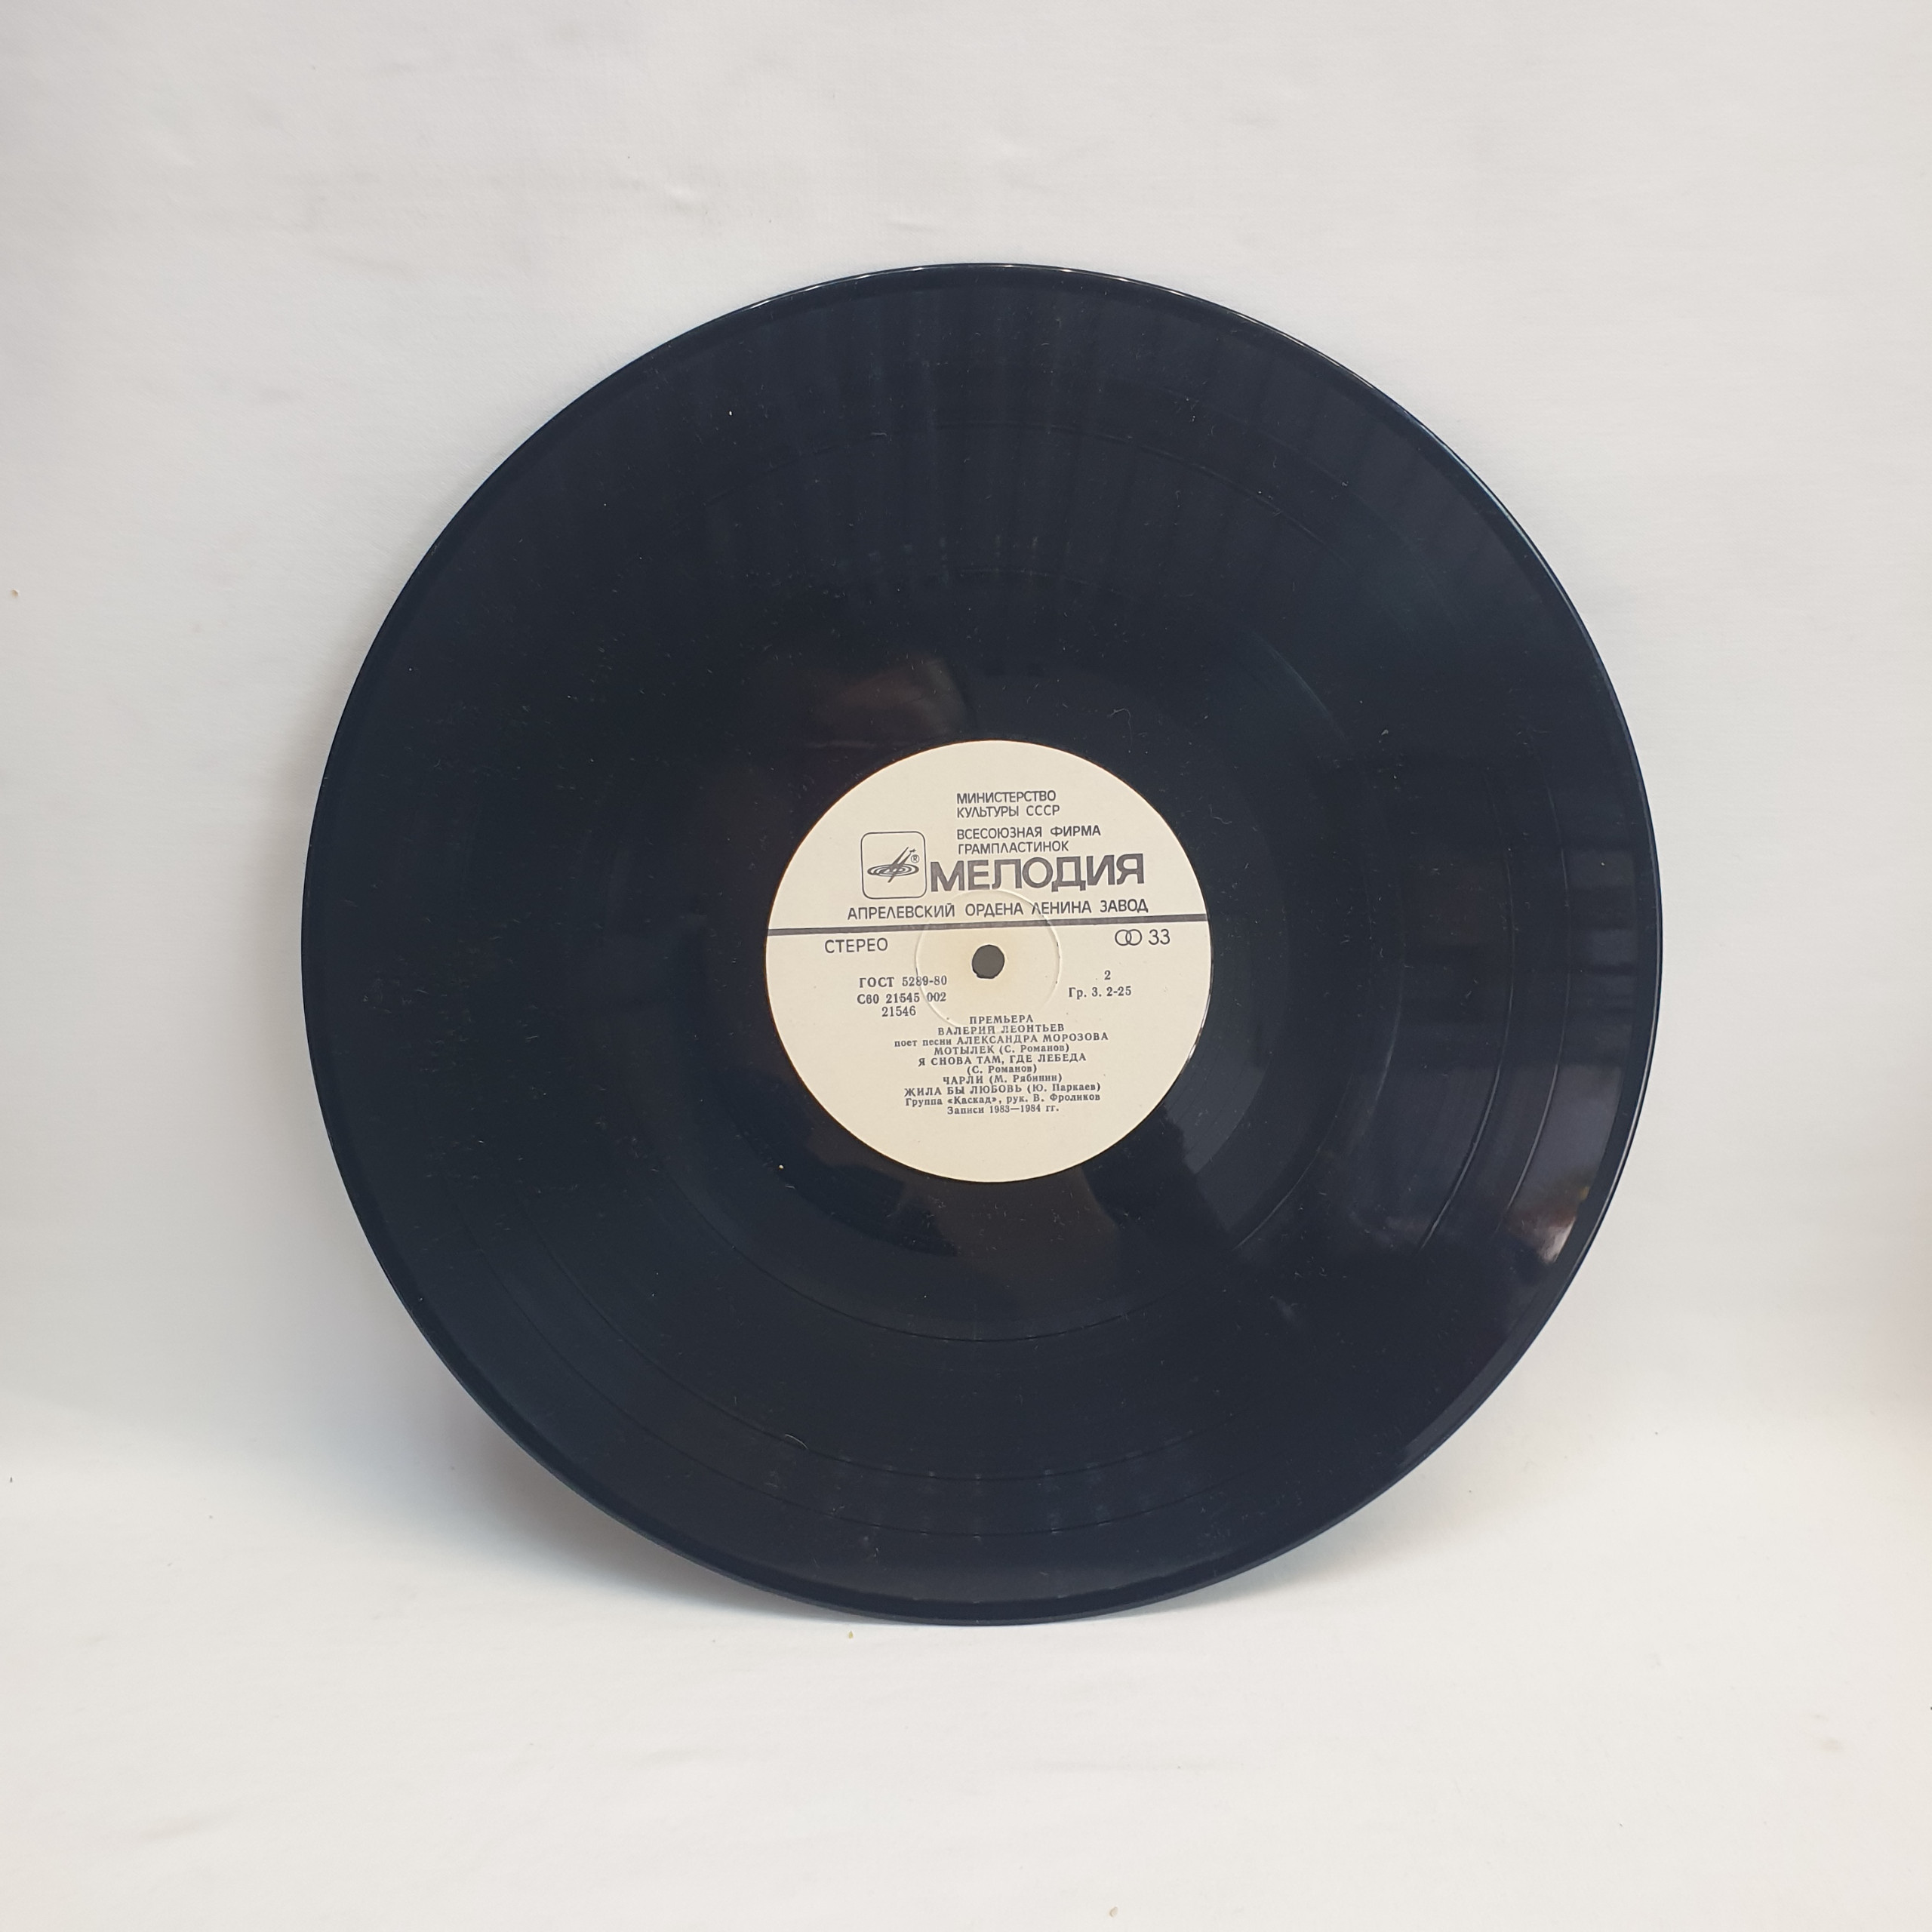 МИНИСТЕРСТВО
КУЛЬТУРЫ СССР
ВСЕСОЮЗНАЯ ФИРМА
ГРАМПЛАСТИНОК
®
МЕЛОДИЯ
АПРЕЛЕВСКИЙ ОРДЕНА ЛЕНИНА ЗАВОД
СТЕРЕО
33
ГОСТ 5289-80
2
С60 21545 002
Гр. 3. 2-25
21546
ПРЕМЬЕРА
ВАЛЕРИЙ ЛЕОНТЬЕВ
поет песни АЛЕКСАНДРА МОРОЗОВА
МОТЫЛЕК (С. Романов)
Я СНОВА ТАМ, ГДЕ ЛЕБЕДА
(С. Романов)
ЧАРЛИ (М. Рябинин)
ЖИЛА БЫ ЛЮБОВЬ (Ю. Паркаев)
Группа «Каскад», рук. В. Фроликов
Записи 1983—1984 гг.